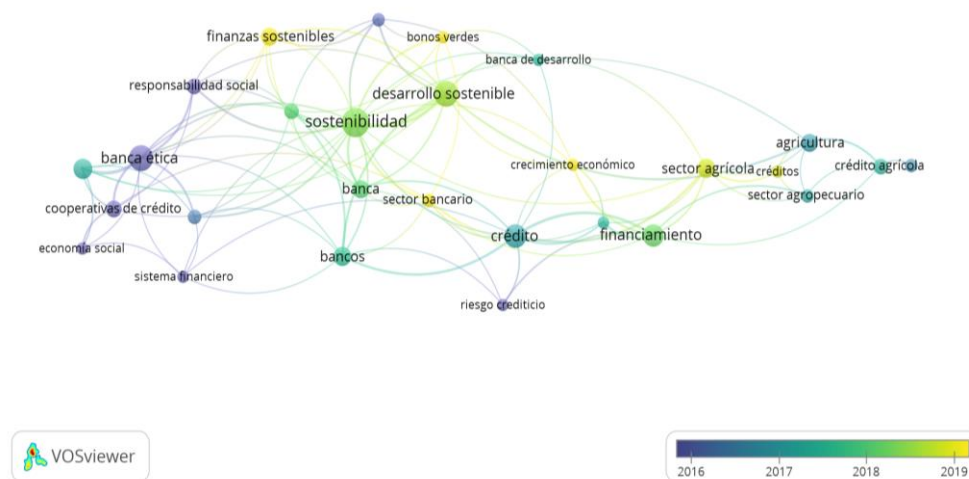 finanzas sostenibles
bonos verdes
banca de desarrollo
responsabilidad social
desarrollo sostenible
sostenibilidad
agricultura
banca ética
crecimiento económico
sector agrícola
créditos
crédito agrícola
banca
sector bancario
sector agropecuario
cooperativas de crédito
crédito
financiamiento
economía social
bancos
sistema financiero
riesgo crediticio
VOSviewer
2016
2017
2018
2019